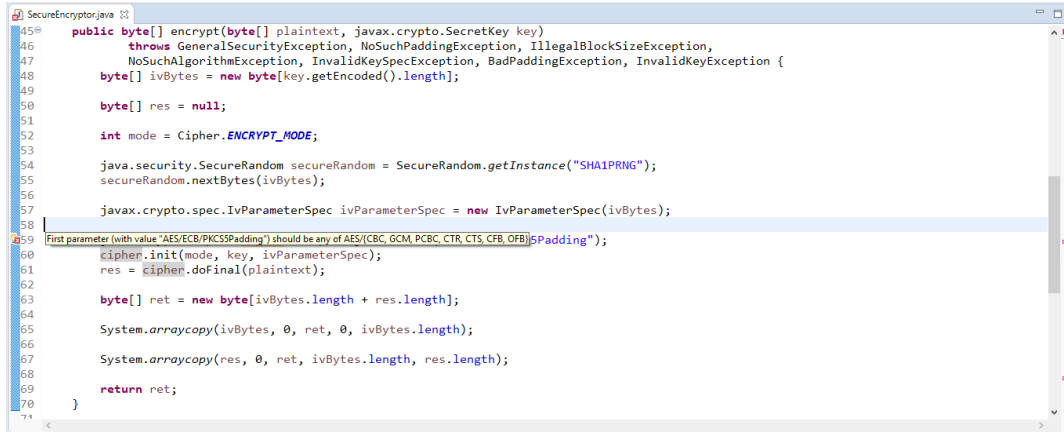 SecureEncryptor.java
45 public byte[] encrypt(byte[] plaintext, javax.crypto.SecretKey key)
46 throws GeneralSecurityException, NoSuchPaddingException, IllegalBlockSizeException,
47 NoSuchAlgorithmException, InvalidKeySpecException, BadPaddingException, InvalidKeyException {
48 byte[] ivBytes = new byte[key.getEncoded().length];
49
50 byte[] res = null;
51
52 int mode = Cipher.ENCRYPT_MODE;
53
54 java.security.SecureRandom secureRandom = SecureRandom.getInstance("SHA1PRNG");
55 secureRandom.nextBytes(ivBytes);
56
57 javax.crypto.spec.IvParameterSpec ivParameterSpec = new IvParameterSpec(ivBytes);
58
59 First parameter (with value "AES/ECB/PKCS5Padding") should be any of AES/{CBC, GCM, PCBC, CTR, CTS, CFB, OFB} 5Padding");
60 cipher.init(mode, key, ivParameterSpec);
61 res = cipher.doFinal(plaintext);
62
63 byte[] ret = new byte[ivBytes.length + res.length];
64
65 System.arraycopy(ivBytes, 0, ret, 0, ivBytes.length);
66
67 System.arraycopy(res, 0, ret, ivBytes.length, res.length);
68
69 return ret;
70 }
71